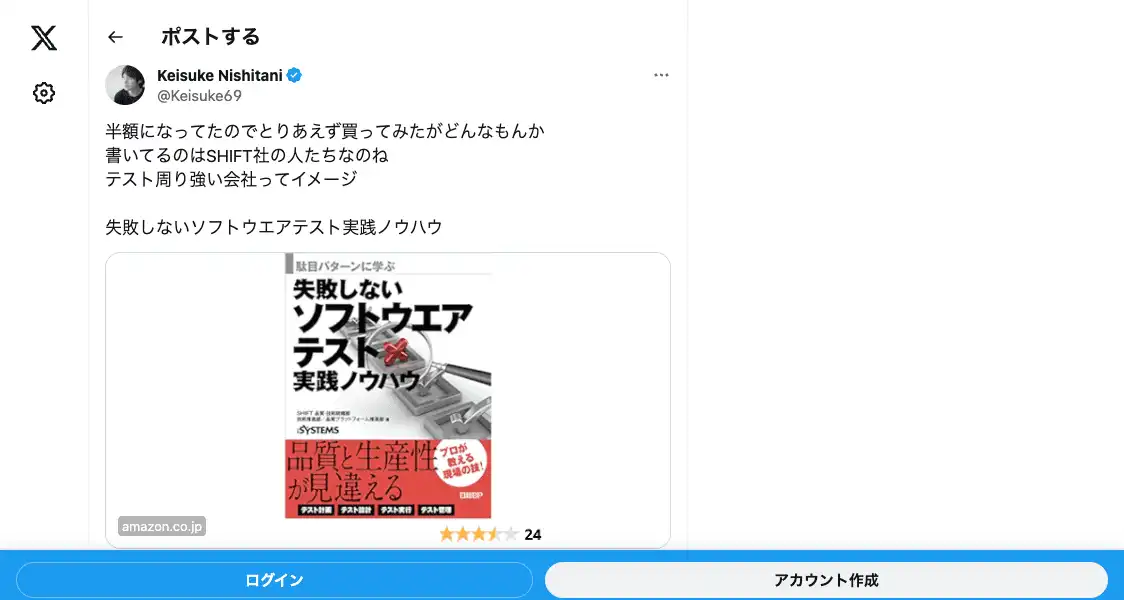 ポストする
Keisuke Nishitani
@Keisuke69
半額になってたのでとりあえず買ってみたがどんなもんか
書いてるのはSHIFT社の人たちなのね
テスト周り強い会社ってイメージ
失敗しないソフトウエアテスト実践ノウハウ
駄目パターンに学ぶ
失敗しない
ソフトウエア
テスト
実践ノウハウ
SYSTEMS
品質と生産性
が見違える
プロが
教える
現場の技!
日経BP
テスト計画 テスト設計 テスト実行 テスト管理
amazon.co.jp
24
ログイン
アカウント作成